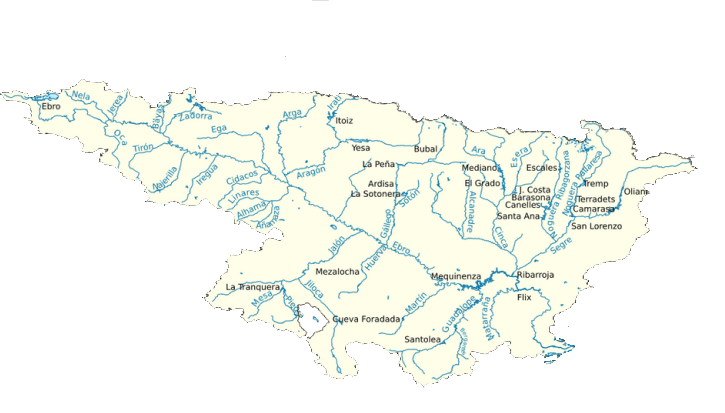 Nela
Jerea
Ebro
Bayas
Zadorra
Ega
Arga
Irati
Itoiz
Oca
Tirón
Najerilla
Iregua
Cidacos
Linares
Alhama
Añamaza
Aragón
Yesa
La Peña
Bubal
Ara
Mediano
Esera
Escales
Ardisa
La Sotonera
Sotón
El Grado
J. Costa
Barasona
Canelles
Santa Ana
Noguera Ribagorzana
Noguera Pallaresa
Tremp
Terradets
Camarasa
Oliana
San Lorenzo
Alcanadre
Cinca
Segre
Gállego
Ebro
Jalón
Huerva
Mezalocha
La Tranquera
Mesa
Piedra
Jiloca
Mequinenza
Ribarroja
Flix
Cueva Foradada
Martín
Guadalope
Matarraña
Santolea
Bergantes